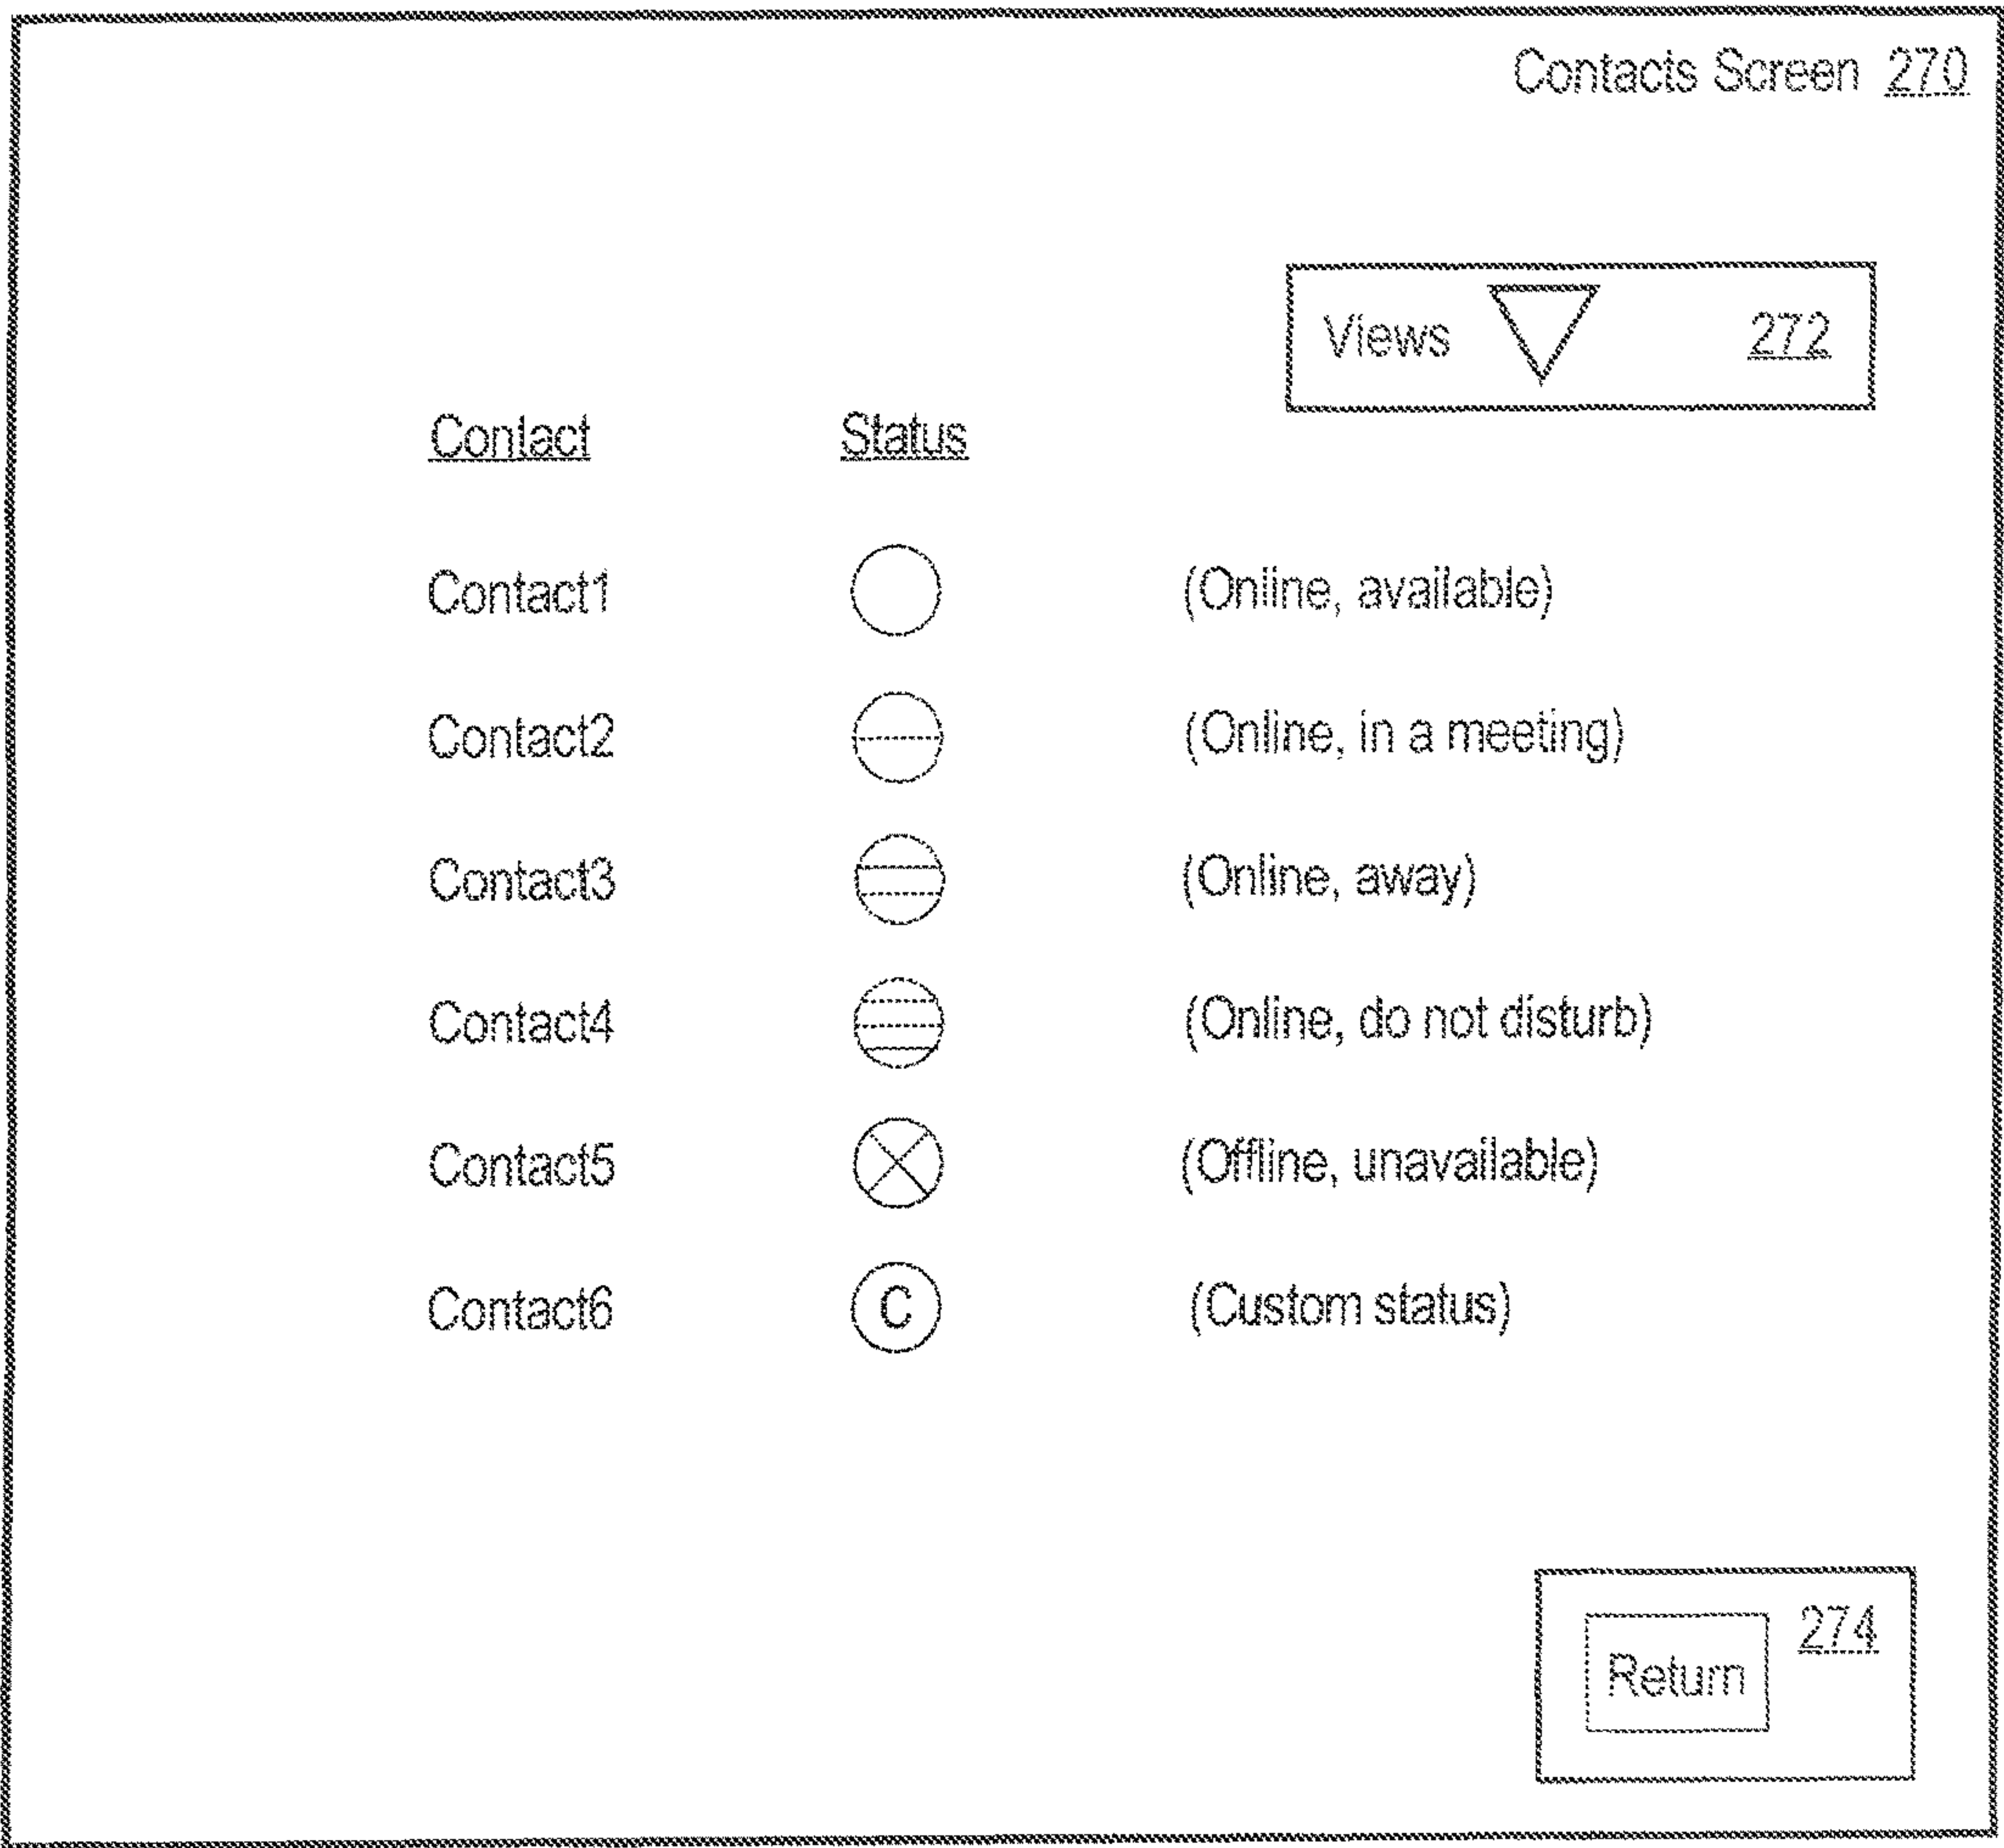 Contacts Screen 270
Views 272
Contact Status
Contact1 (Online, available)
Contact2 (Online, in a meeting)
Contact3 (Online, away)
Contact4 (Online, do not disturb)
Contact5 (Offline, unavailable)
Contact6 C (Custom status)
274
Return